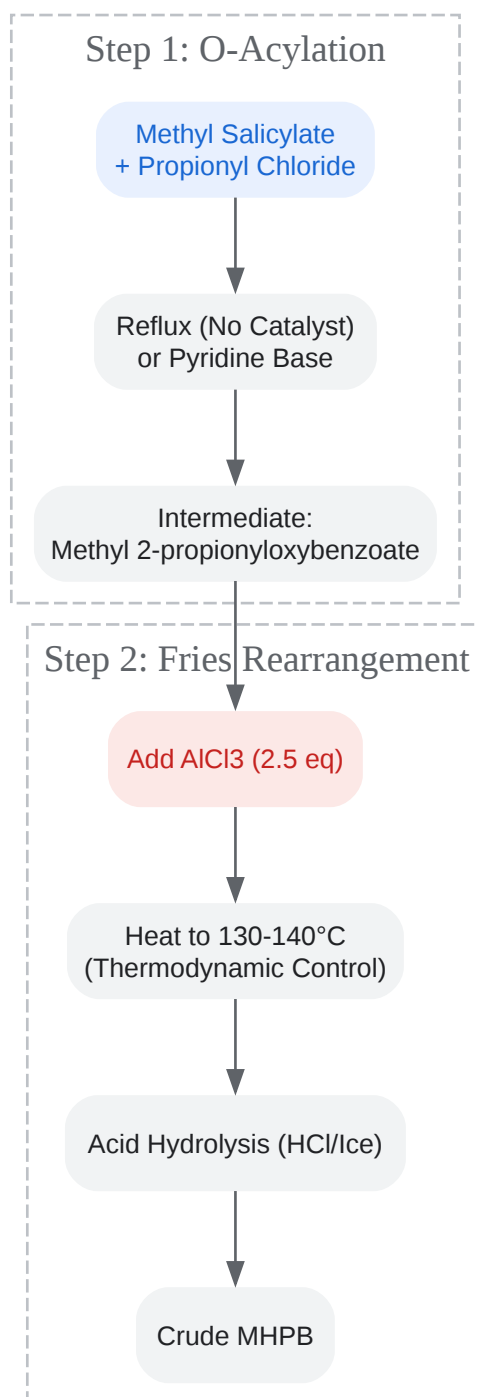 Step 1: O-Acylation
Methyl Salicylate
+ Propionyl Chloride
Reflux (No Catalyst)
or Pyridine Base
Intermediate:
Methyl 2-propionyloxybenzoate
Step 2: Fries Rearrangement
Add AlCl3 (2.5 eq)
Heat to 130-140°C
(Thermodynamic Control)
Acid Hydrolysis (HCl/Ice)
Crude MHPB